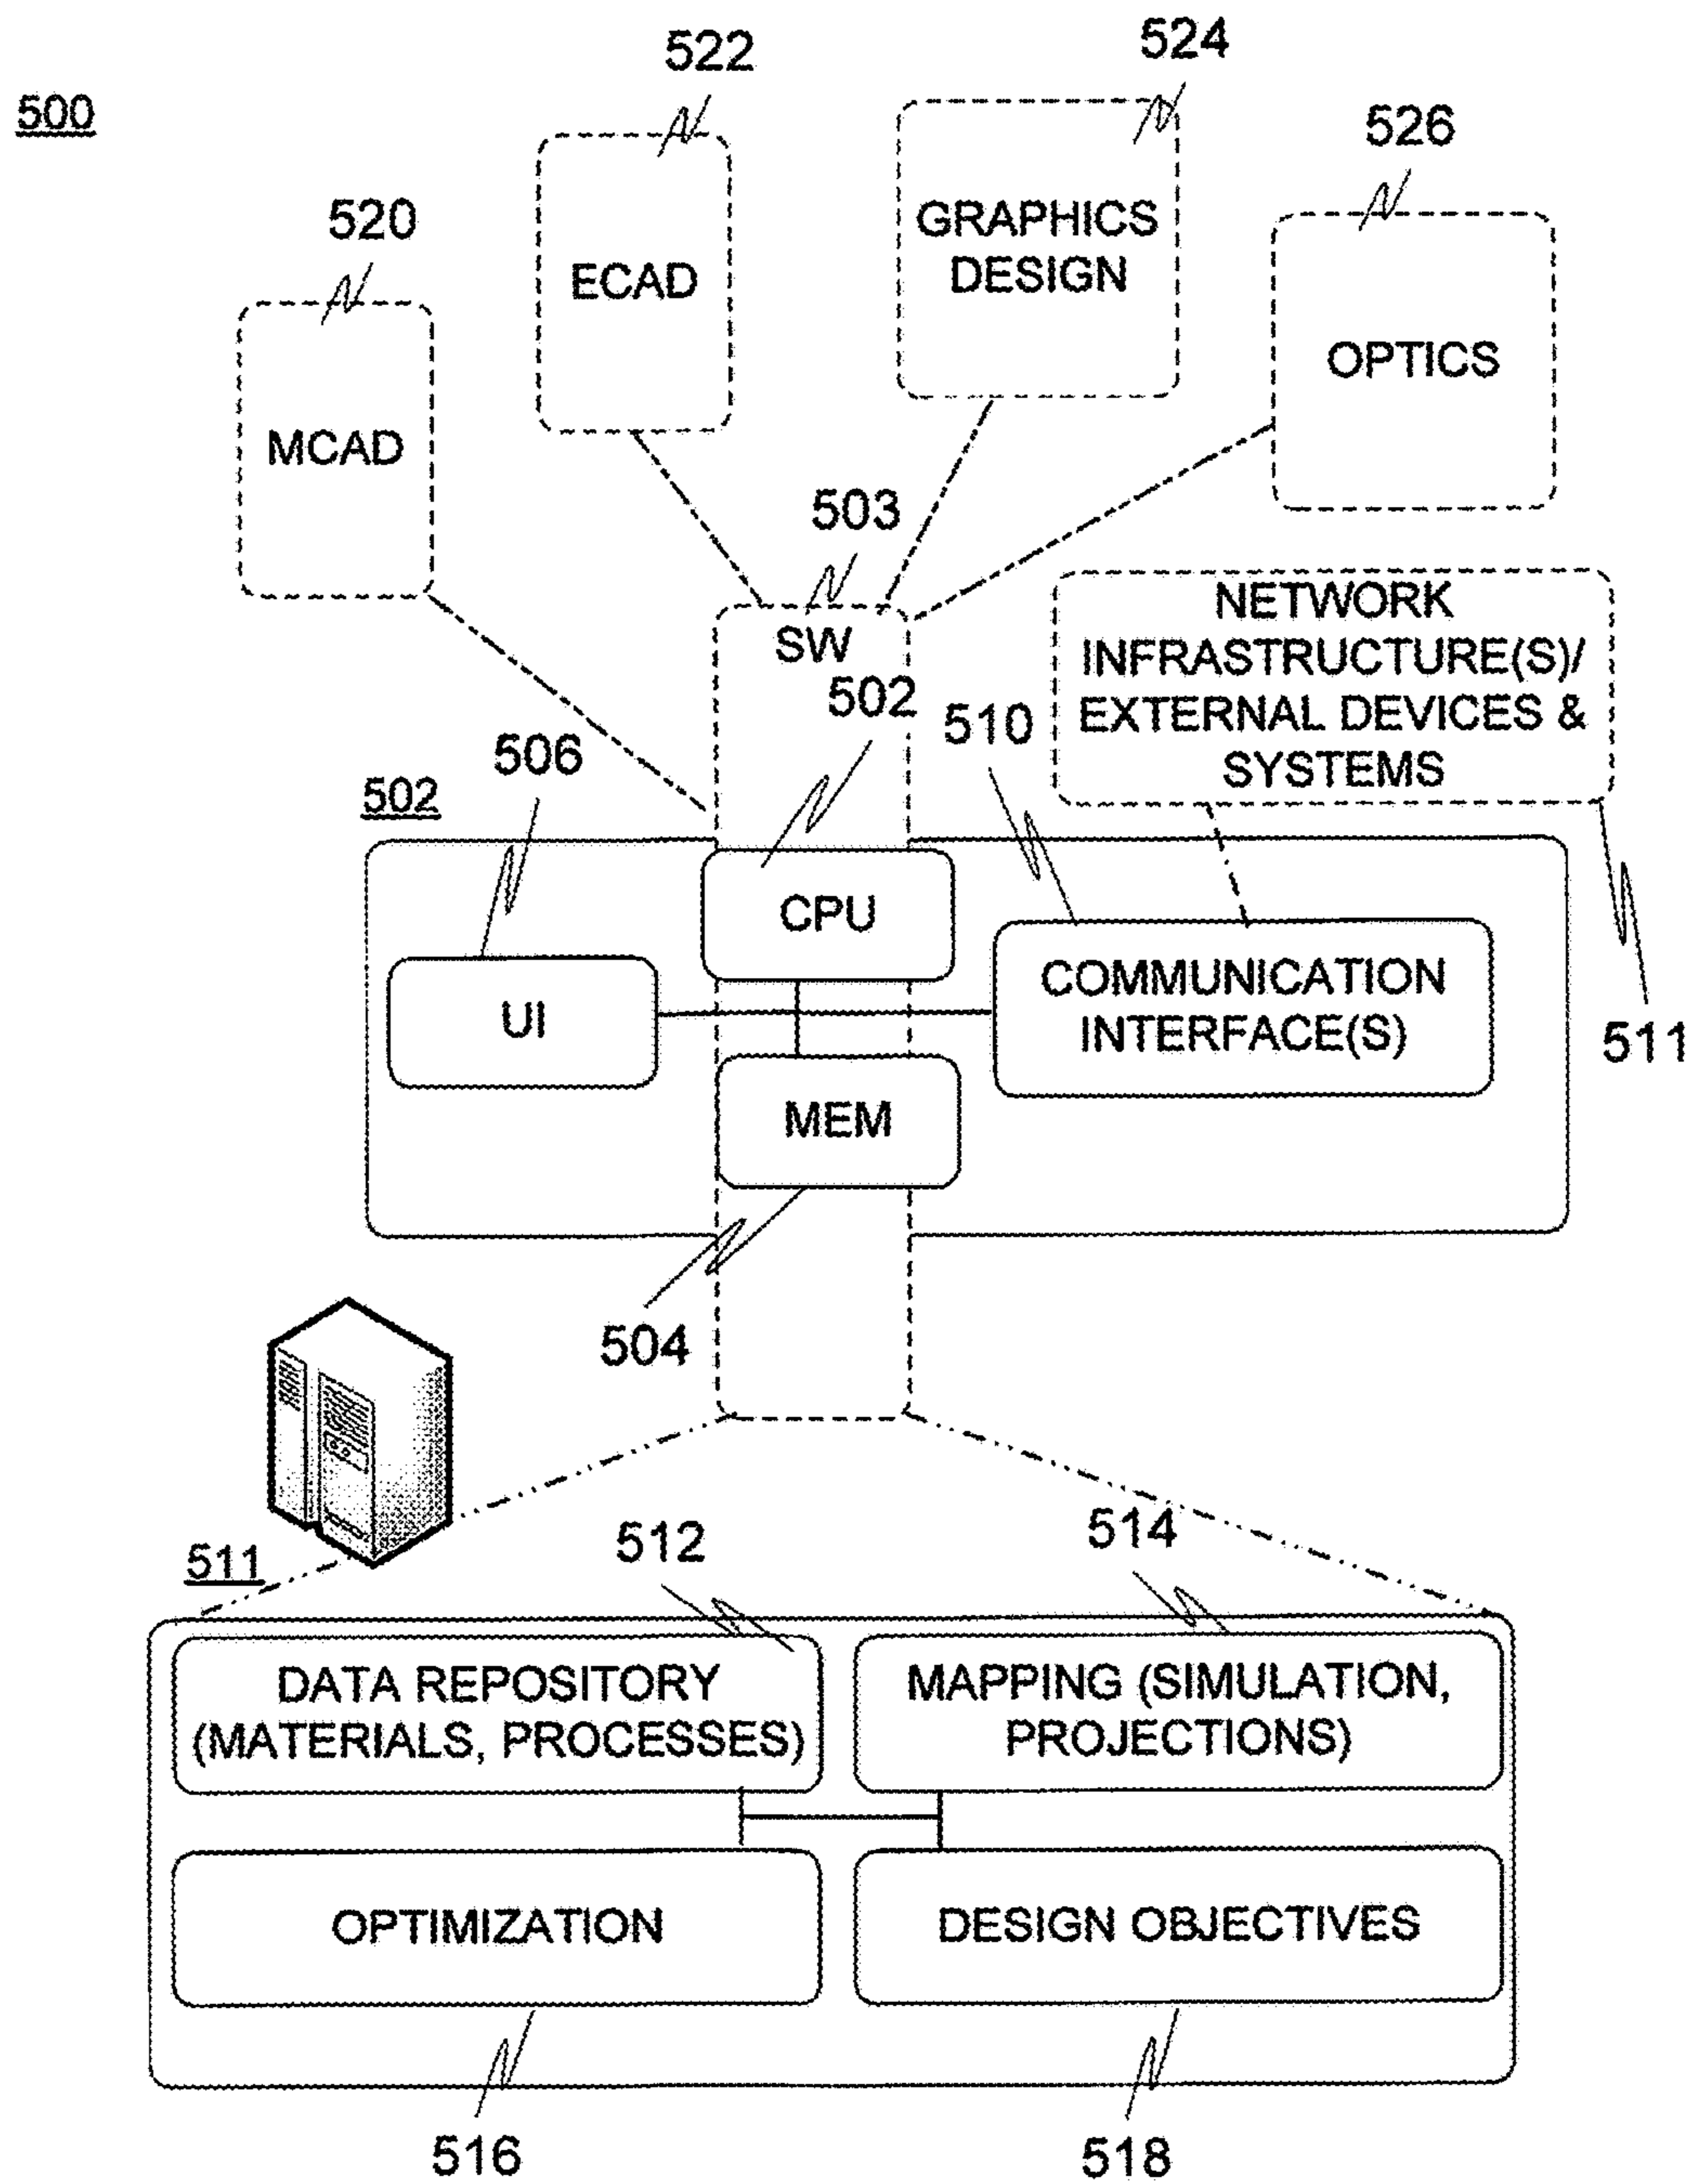 500
522
524
526
520
ECAD
GRAPHICS
DESIGN
OPTICS
MCAD
503
SW
502
510
NETWORK
INFRASTRUCTURE(S)/
EXTERNAL DEVICES &
SYSTEMS
506
502
CPU
UI
COMMUNICATION
INTERFACE(S)
511
MEM
504
511
512
514
DATA REPOSITORY
(MATERIALS, PROCESSES)
MAPPING (SIMULATION,
PROJECTIONS)
OPTIMIZATION
DESIGN OBJECTIVES
516
518